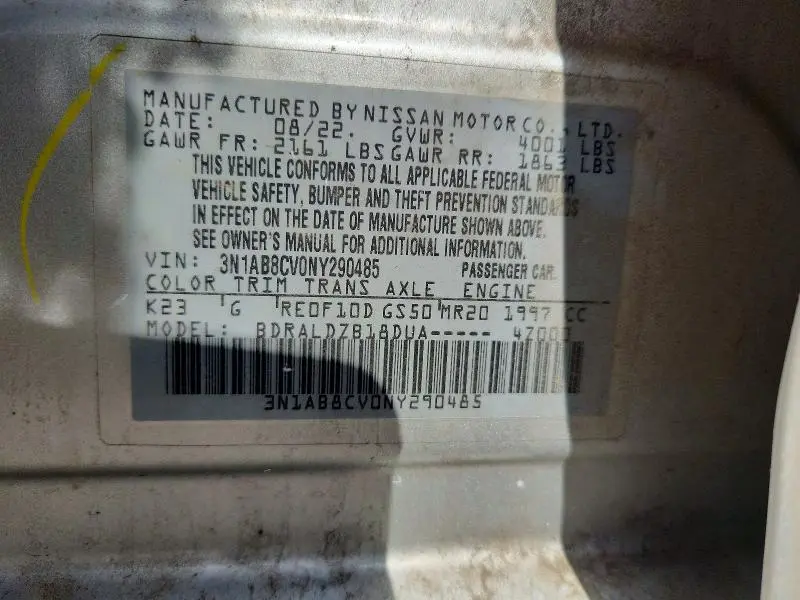 MANUFACTURED BY NISSAN MOTOR CO., LTD.
DATE: 08/22. GVWR: 4001 LBS
GAWR FR: 2161 LBS GAWR RR: 1863 LBS
THIS VEHICLE CONFORMS TO ALL APPLICABLE FEDERAL MOTOR
VEHICLE SAFETY, BUMPER AND THEFT PREVENTION STANDARDS
IN EFFECT ON THE DATE OF MANUFACTURE SHOWN ABOVE.
SEE OWNER'S MANUAL FOR ADDITIONAL INFORMATION.
VIN: 3N1AB8CV0NY290485 PASSENGER CAR
COLOR TRIM TRANS AXLE ENGINE
K23 G RE0F10D GS50 MR20 1997 CC
MODEL: BDRALDZB18DUA-----
3N1AB8CV0NY290485